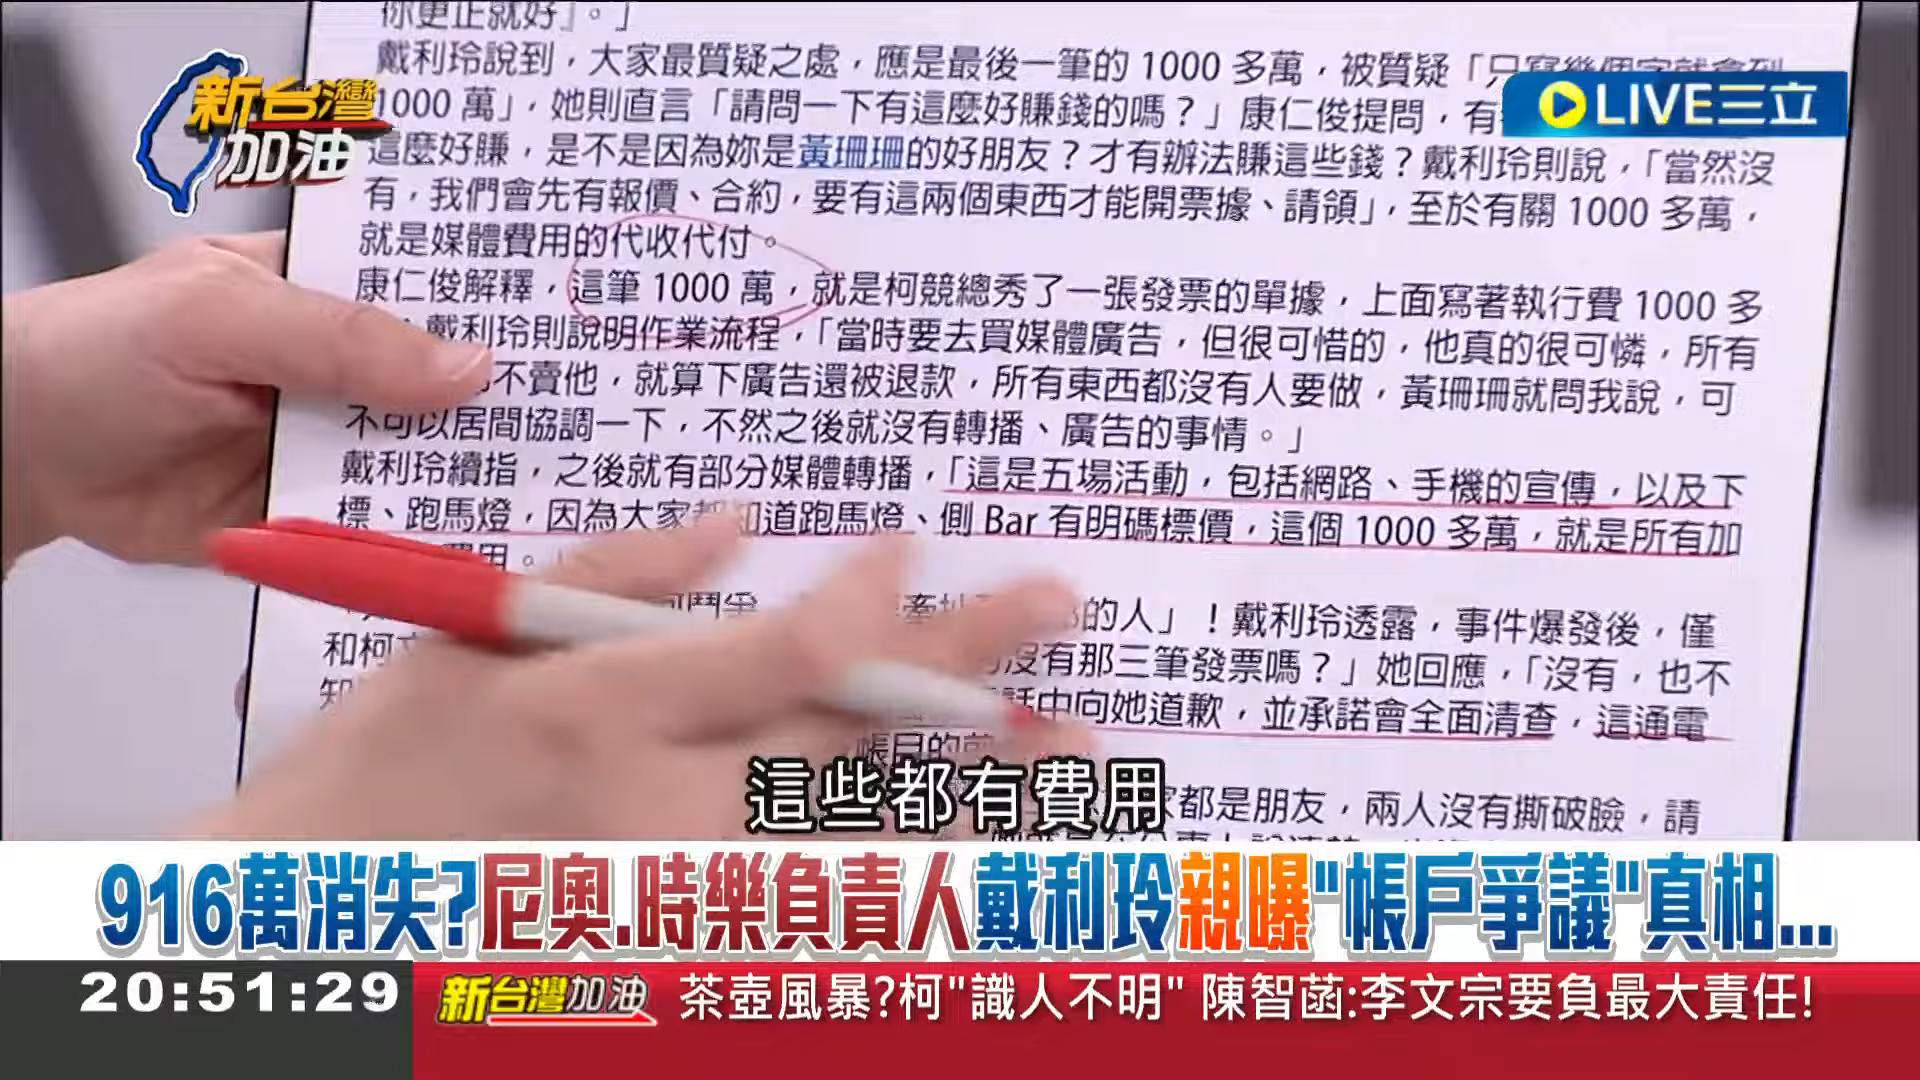 你更正就好』。」
戴利玲說到，大家最質疑之處，應是最後一筆的 1000 多萬，被質疑「只寫幾個字就拿到
1000 萬」，她則直言「請問一下有這麼好賺錢的嗎？」康仁俊提問，有
這麼好賺，是不是因為妳是黃珊珊的好朋友？才有辦法賺這些錢？戴利玲則說，「當然沒
有，我們會先有報價、合約，要有這兩個東西才能開票據、請領」，至於有關 1000 多萬，
就是媒體費用的代收代付。
康仁俊解釋，這筆 1000 萬，就是柯競總秀了一張發票的單據，上面寫著執行費 1000 多
戴利玲則說明作業流程，「當時要去買媒體廣告，但很可惜的，他真的很可憐，所有
不賣他，就算下廣告還被退款，所有東西都沒有人要做，黃珊珊就問我說，可
不可以居間協調一下，不然之後就沒有轉播、廣告的事情。」
戴利玲續指，之後就有部分媒體轉播，「這是五場活動，包括網路、手機的宣傳，以及下
標、跑馬燈，因為大家都知道跑馬燈、側 Bar 有明碼標價，這個 1000 多萬，就是所有加
用。
的人」！戴利玲透露，事件爆發後，僅
和柯文 沒有那三筆發票嗎？」她回應，「沒有，也不
知 話中向她道歉，並承諾會全面清查，這通電
帳目的
家都是朋友，兩人沒有撕破臉，請
新台灣
加油
LIVE三立
這些都有費用
916萬消失?尼奧.時樂負責人戴利玲親曝"帳戶爭議"真相...
20:51:29
新台灣加油 茶壺風暴?柯"識人不明" 陳智菡:李文宗要負最大責任!